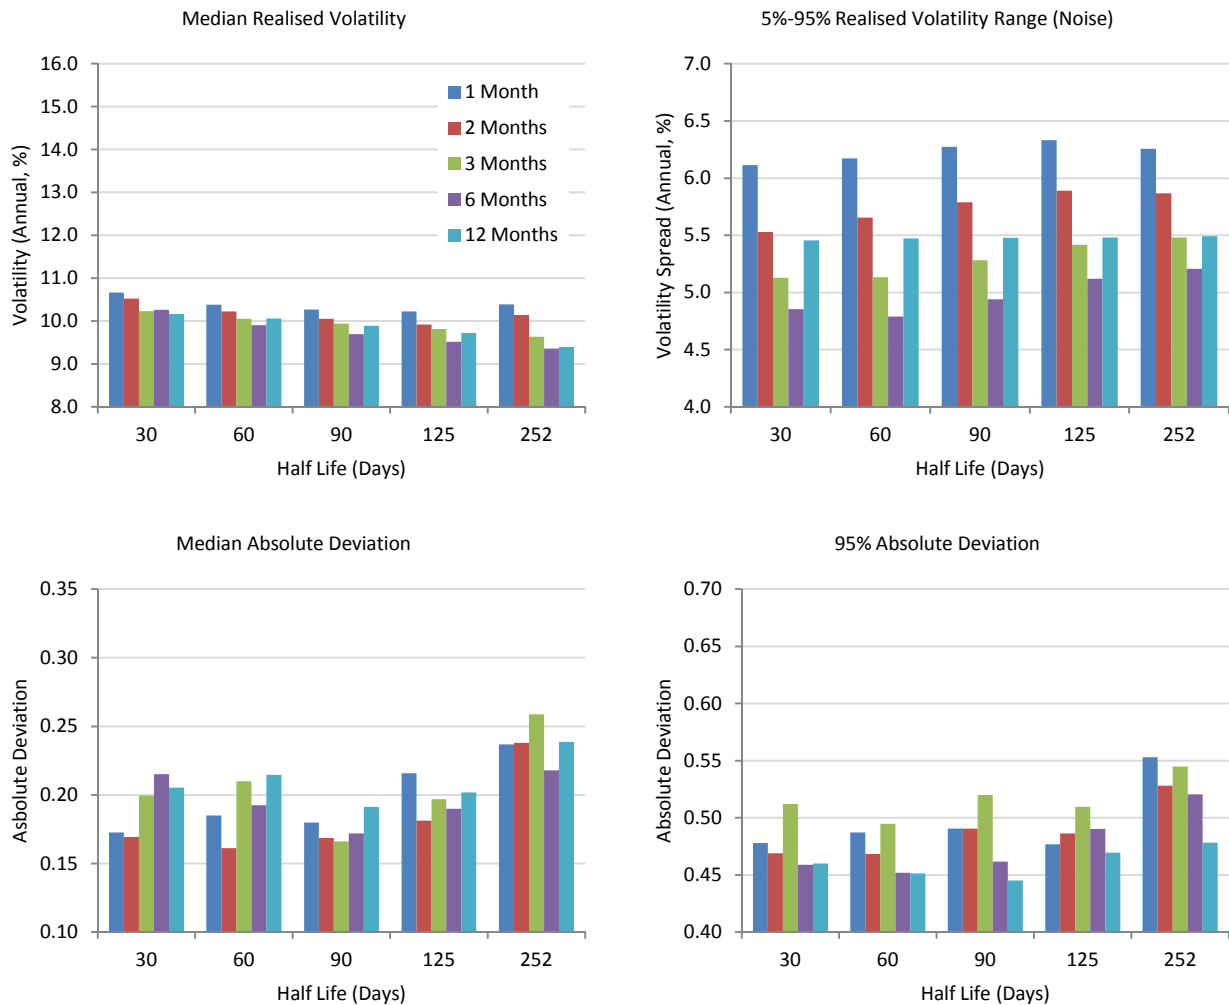 Median Realised Volatility
16.0
15.0
14.0
13.0
12.0
11.0
10.0
9.0
8.0
Volatility (Annual, %)
1 Month
2 Months
3 Months
6 Months
12 Months
30 60 90 125 252
Half Life (Days)
5%-95% Realised Volatility Range (Noise)
7.0
6.5
6.0
5.5
5.0
4.5
4.0
Volatility Spread (Annual, %)
30 60 90 125 252
Half Life (Days)
Median Absolute Deviation
0.35
0.30
0.25
0.20
0.15
0.10
Asbolute Deviation
30 60 90 125 252
Half Life (Days)
95% Absolute Deviation
0.70
0.65
0.60
0.55
0.50
0.45
0.40
Absolute Deviation
30 60 90 125 252
Half Life (Days)